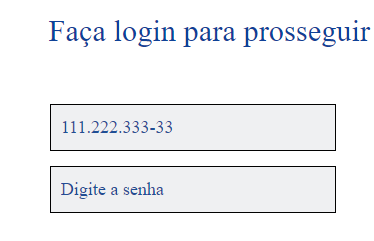 Faça login para prosseguir
111.222.333-33
Digite a senha